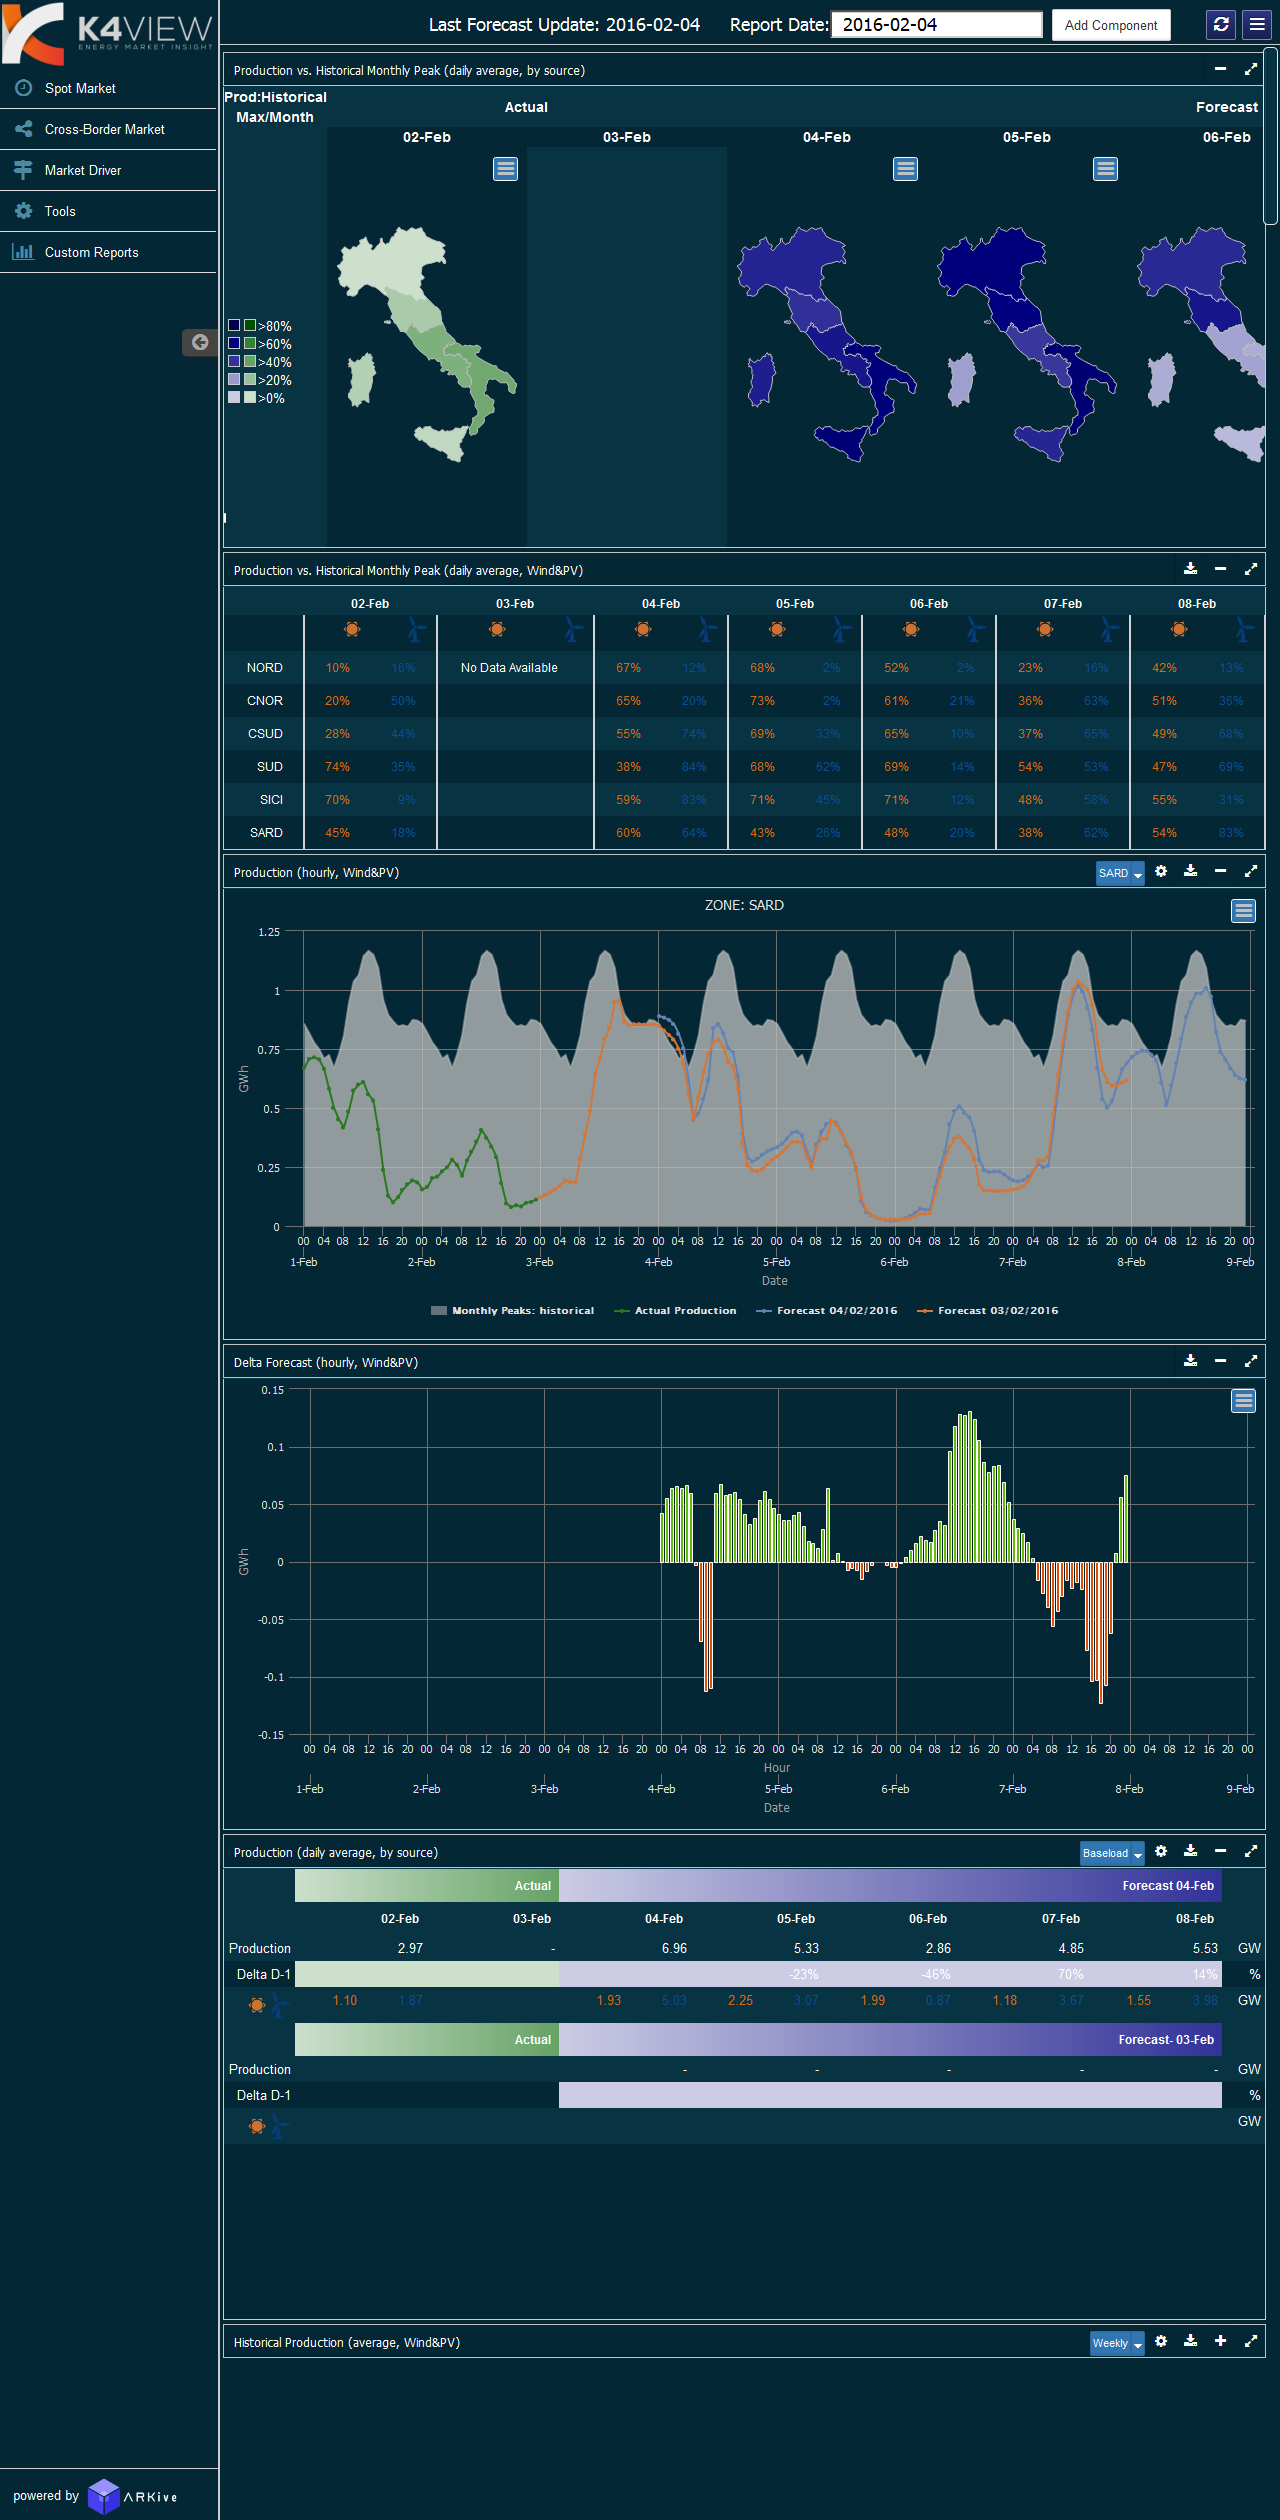 K4VIEW
ENERGY MARKET INSIGHT
Last Forecast Update: 2016-02-04 Report Date: 2016-02-04 Add Component
Spot Market
Cross-Border Market
Market Driver
Tools
Custom Reports
Production vs. Historical Monthly Peak (daily average, by source)
Prod:Historical
Max/Month
Actual Forecast
02-Feb 03-Feb 04-Feb 05-Feb 06-Feb
>80%
>60%
>40%
>20%
>0%
Production vs. Historical Monthly Peak (daily average, Wind&PV)
02-Feb 03-Feb 04-Feb 05-Feb 06-Feb 07-Feb 08-Feb
NORD 10% 16% No Data Available 67% 12% 68% 2% 52% 2% 23% 16% 42% 13%
CNOR 20% 50% 65% 20% 73% 2% 61% 21% 36% 63% 51% 36%
CSUD 28% 44% 55% 74% 69% 33% 65% 10% 37% 65% 49% 68%
SUD 74% 35% 38% 84% 68% 62% 69% 14% 54% 53% 47% 69%
SICI 70% 9% 59% 83% 71% 45% 71% 12% 48% 58% 55% 31%
SARD 45% 18% 60% 64% 43% 26% 48% 20% 38% 62% 54% 83%
Production (hourly, Wind&PV) SARD
ZONE: SARD
1.25
1
0.75
0.5
0.25
0
GWh
00 04 08 12 16 20 00 04 08 12 16 20 00 04 08 12 16 20 00 04 08 12 16 20 00 04 08 12 16 20 00 04 08 12 16 20 00 04 08 12 16 20 00 04 08 12 16 20 00
1-Feb 2-Feb 3-Feb 4-Feb 5-Feb 6-Feb 7-Feb 8-Feb 9-Feb
Date
Monthly Peaks: historical Actual Production Forecast 04/02/2016 Forecast 03/02/2016
Delta Forecast (hourly, Wind&PV)
0.15
0.1
0.05
0
-0.05
-0.1
-0.15
GWh
00 04 08 12 16 20 00 04 08 12 16 20 00 04 08 12 16 20 00 04 08 12 16 20 00 04 08 12 16 20 00 04 08 12 16 20 00 04 08 12 16 20 00 04 08 12 16 20 00
Hour
1-Feb 2-Feb 3-Feb 4-Feb 5-Feb 6-Feb 7-Feb 8-Feb 9-Feb
Date
Production (daily average, by source) Baseload
Actual Forecast 04-Feb
02-Feb 03-Feb 04-Feb 05-Feb 06-Feb 07-Feb 08-Feb
Production 2.97 - 6.96 5.33 2.86 4.85 5.53 GW
Delta D-1 -23% -46% 70% 14% %
1.10 1.87 1.93 5.03 2.25 3.07 1.99 0.87 1.18 3.67 1.55 3.98 GW
Actual Forecast- 03-Feb
Production - - - - - GW
Delta D-1 %
GW
Historical Production (average, Wind&PV) Weekly
powered by ARKive